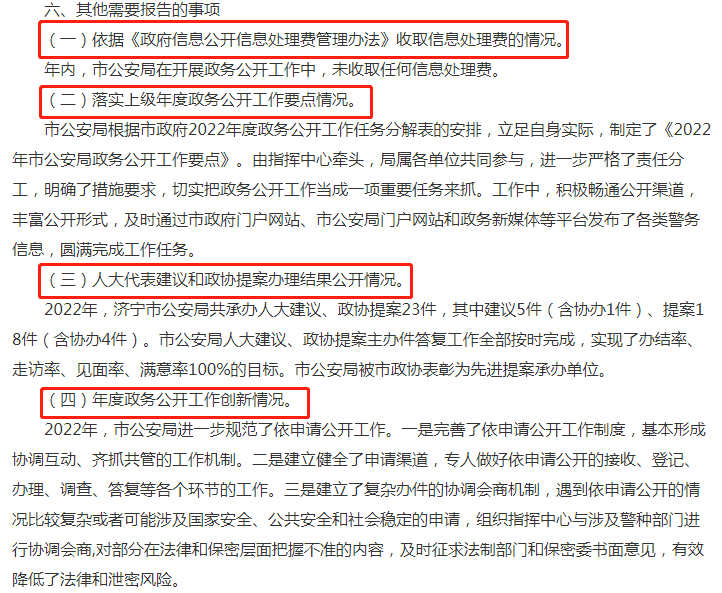 六、其他需要报告的事项
（一）依据《政府信息公开信息处理费管理办法》收取信息处理费的情况。
年内，市公安局在开展政务公开工作中，未收取任何信息处理费。
（二）落实上级年度政务公开工作要点情况。
市公安局根据市政府2022年度政务公开工作任务分解表的安排，立足自身实际，制定了《2022
年市公安局政务公开工作要点》。由指挥中心牵头，局属各单位共同参与，进一步严格了责任分
工，明确了措施要求，切实把政务公开工作当成一项重要任务来抓。工作中，积极畅通公开渠道，
丰富公开形式，及时通过市政府门户网站、市公安局门户网站和政务新媒体等平台发布了各类警务
信息，圆满完成工作任务。
（三）人大代表建议和政协提案办理结果公开情况。
2022年，济宁市公安局共承办人大建议、政协提案23件，其中建议5件（含协办1件）、提案1
8件（含协办4件）。市公安局人大建议、政协提案主办件答复工作全部按时完成，实现了办结率、
走访率、见面率、满意率100%的目标。市公安局被市政协表彰为先进提案承办单位。
（四）年度政务公开工作创新情况。
2022年，市公安局进一步规范了依申请公开工作。一是完善了依申请公开工作制度，基本形成
协调互动、齐抓共管的工作机制。二是建立健全了申请渠道，专人做好依申请公开的接收、登记、
办理、调查、答复等各个环节的工作。三是建立了复杂办件的协调会商机制，遇到依申请公开的情
况比较复杂或者可能涉及国家安全、公共安全和社会稳定的申请，组织指挥中心与涉及警种部门进
行协调会商,对部分在法律和保密层面把握不准的内容，及时征求法制部门和保密委书面意见，有效
降低了法律和泄密风险。